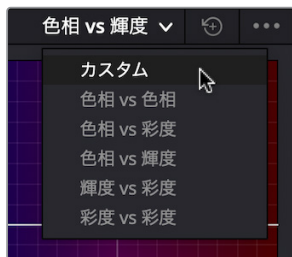 色相 vs 輝度
カスタム
色相 vs 色相
色相 vs 彩度
色相 vs 輝度
輝度 vs 彩度
彩度 vs 彩度